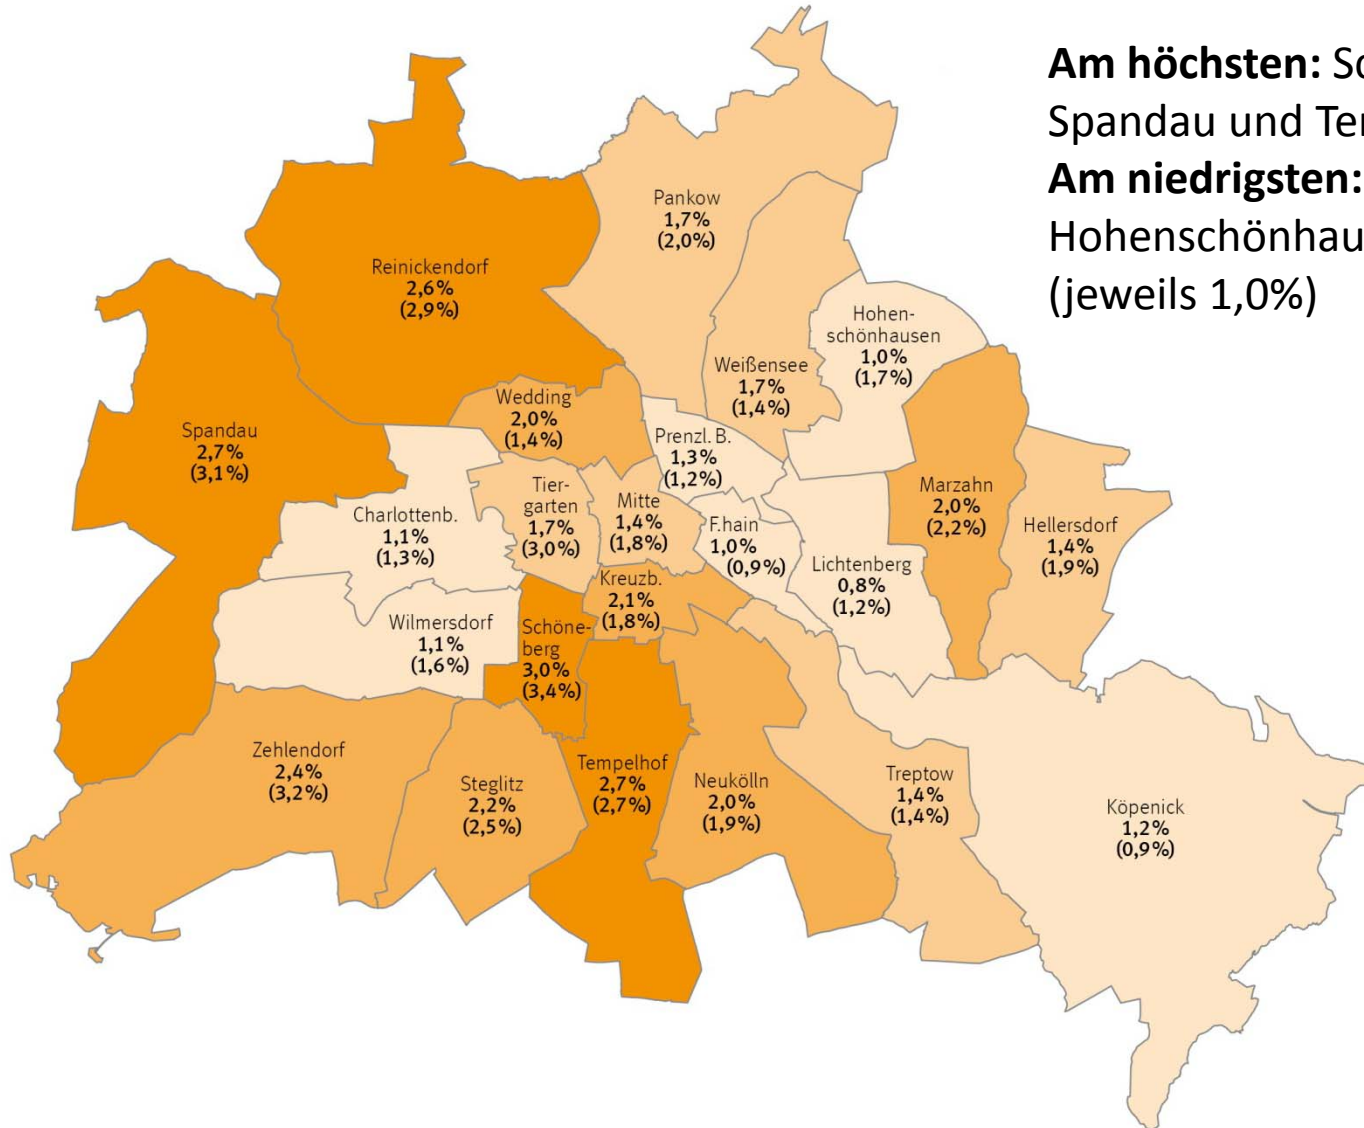 Am höchsten:
Spandau und
Am niedrigsten:
(jeweils 1,0%)
Pankow
1,7%
(2,0%)
Reinickendorf
2,6%
(2,9%)
Hohen-
schönhausen
1,0%
(1,7%)
Weißensee
1,7%
(1,4%)
Wedding
2,0%
(1,4%)
Spandau
2,7%
(3,1%)
Prenzl. B.
1,3%
(1,2%)
Marzahn
2,0%
(2,2%)
Tier-
garten
1,7%
(3,0%)
Mitte
1,4%
(1,8%)
Charlottenb.
1,1%
(1,3%)
F.hain
1,0%
(0,9%)
Hellersdorf
1,4%
(1,9%)
Lichtenberg
0,8%
(1,2%)
Kreuzb.
2,1%
(1,8%)
Wilmersdorf
1,1%
(1,6%)
Schöne-
berg
3,0%
(3,4%)
Zehlendorf
2,4%
(3,2%)
Steglitz
2,2%
(2,5%)
Tempelhof
2,7%
(2,7%)
Neukölln
2,0%
(1,9%)
Treptow
1,4%
(1,4%)
Köpenick
1,2%
(0,9%)